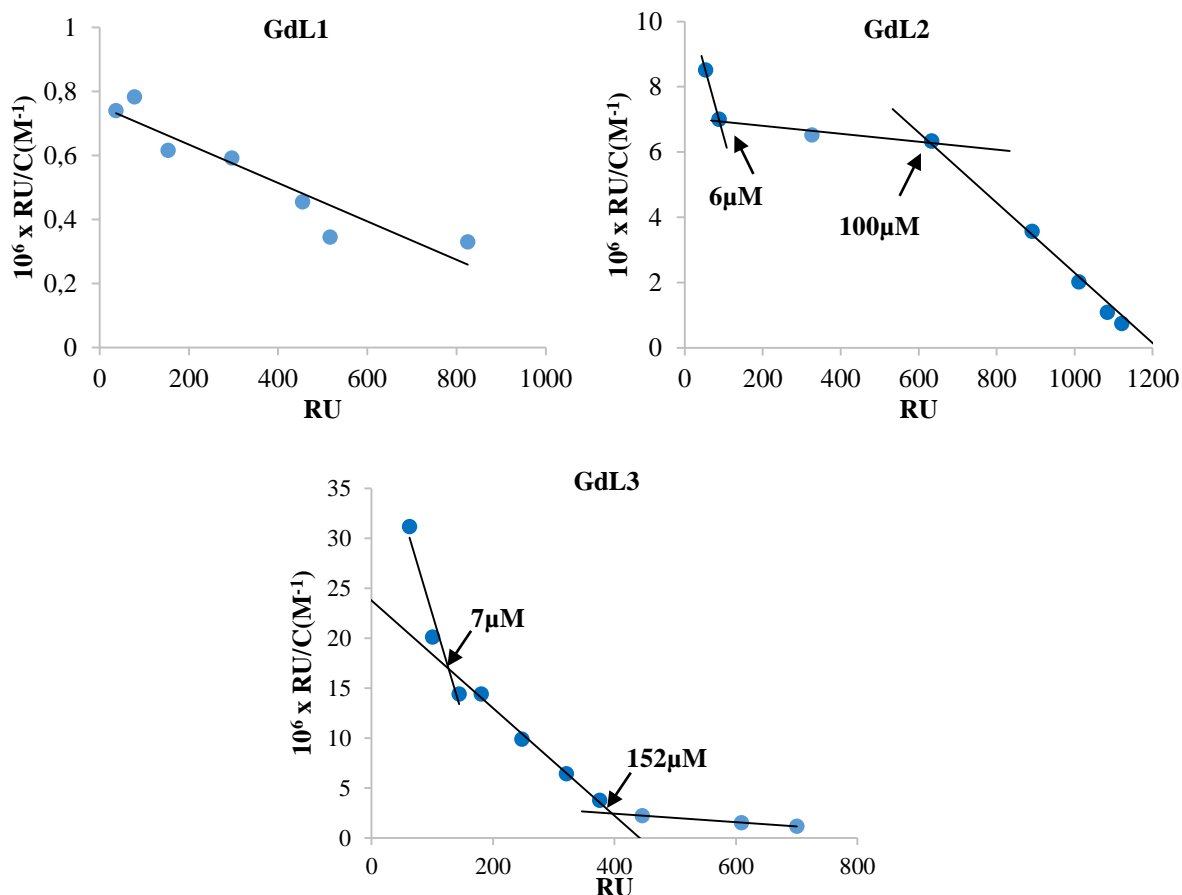 GdL1
10⁶ x RU/C(M⁻¹)
1
0,8
0,6
0,4
0,2
0
0 200 400 600 800 1000
RU
GdL2
10⁶ x RU/C(M⁻¹)
10
8
6
4
2
0
6µM
100µM
0 200 400 600 800 1000 1200
RU
GdL3
10⁶ x RU/C(M⁻¹)
35
30
25
20
15
10
5
0
7µM
152µM
0 200 400 600 800
RU